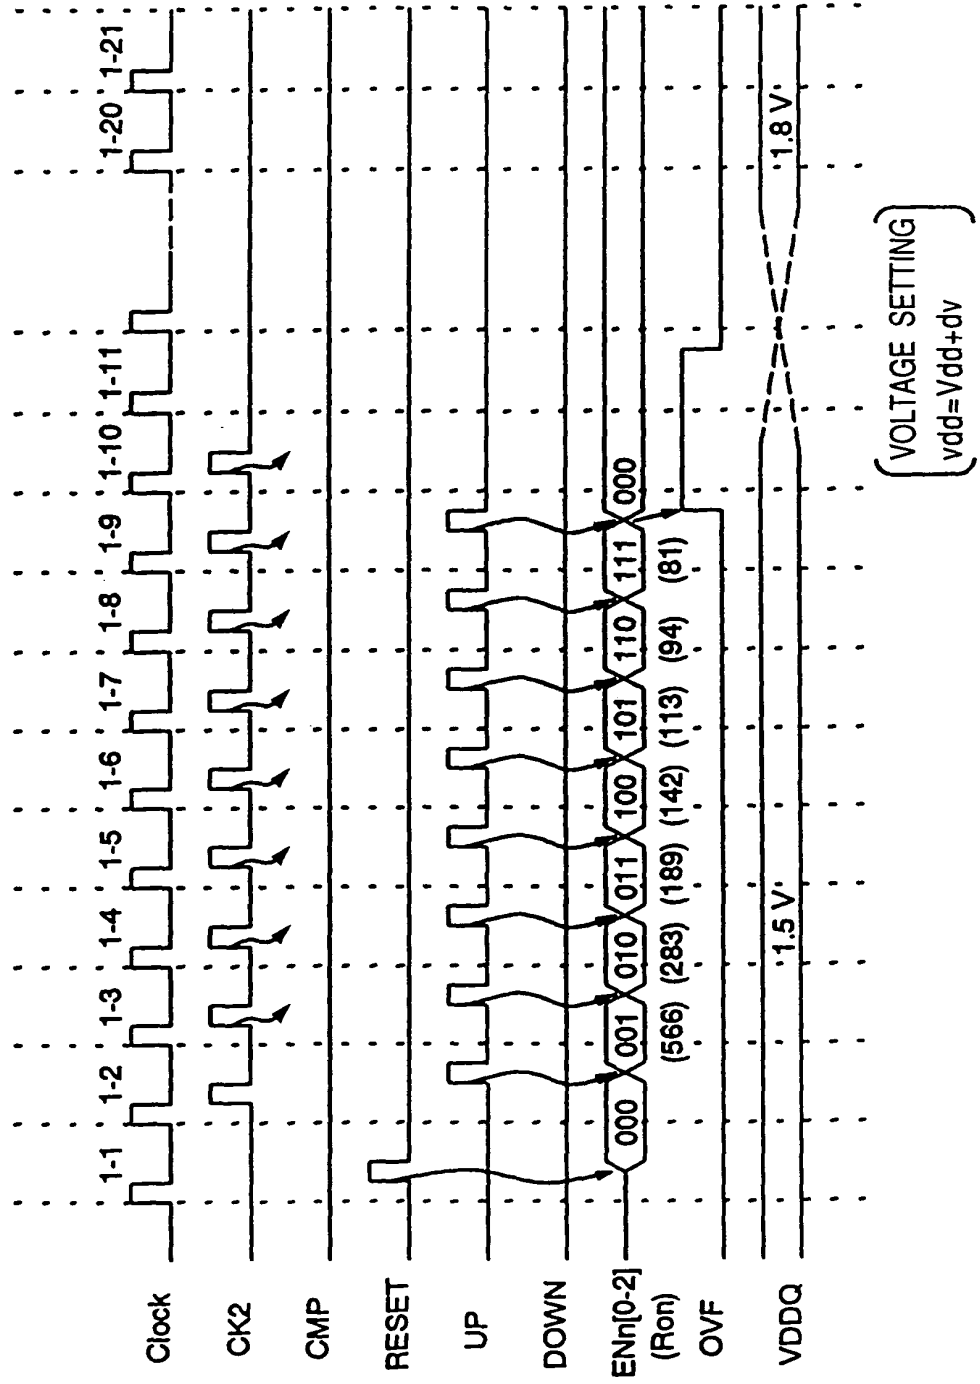 1-1 1-2 1-3 1-4 1-5 1-6 1-7 1-8 1-9 1-10 1-11 1-20 1-21
Clock
CK2
CMP
RESET
UP
DOWN
ENn[0-2] 000 001 010 011 100 101 110 111 000
(Ron) (566) (283) (189) (142) (113) (94) (81)
OVF
VDDQ 1.5 V 1.8 V
VOLTAGE SETTING
vdd=Vdd+dv